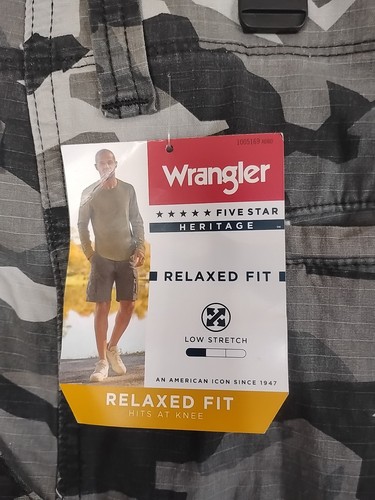 Wrangler
★★★★★ FIVE STAR
HERITAGE
RELAXED FIT
LOW STRETCH
AN AMERICAN ICON SINCE 1947
RELAXED FIT
HITS AT KNEE